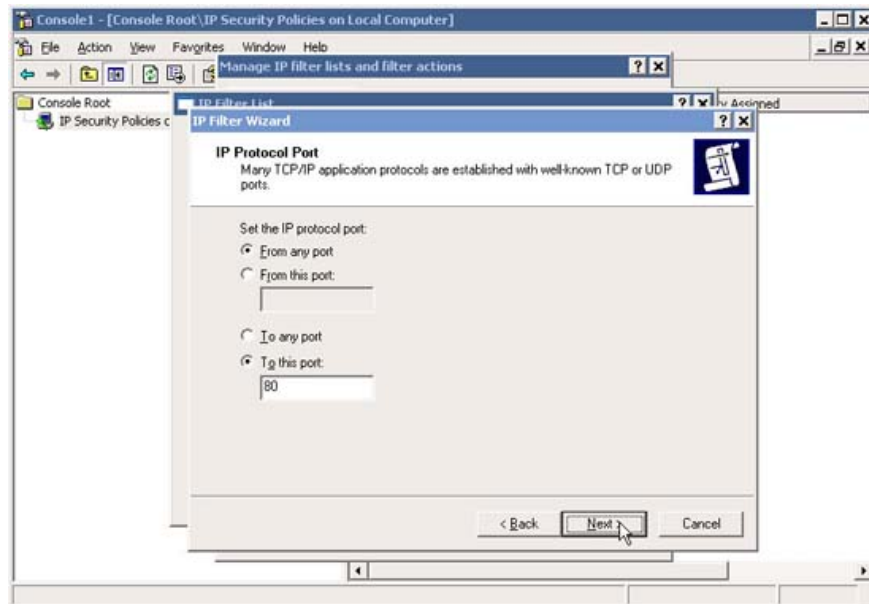 Console1 - [Console Root\IP Security Policies on Local Computer]
File Action View Favorites Window Help
Manage IP filter lists and filter actions
Console Root
IP Security Policies c
IP Filter List
y Assigned
IP Filter Wizard
IP Protocol Port
Many TCP/IP application protocols are established with well-known TCP or UDP
ports.
Set the IP protocol port:
From any port
From this port:
To any port
To this port:
80
< Back Next > Cancel